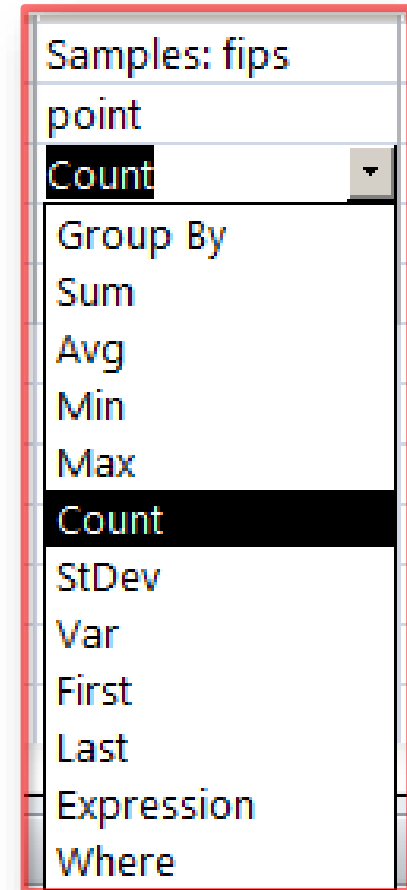 Samples: fips
point
Count
Group By
Sum
Avg
Min
Max
Count
StDev
Var
First
Last
Expression
Where